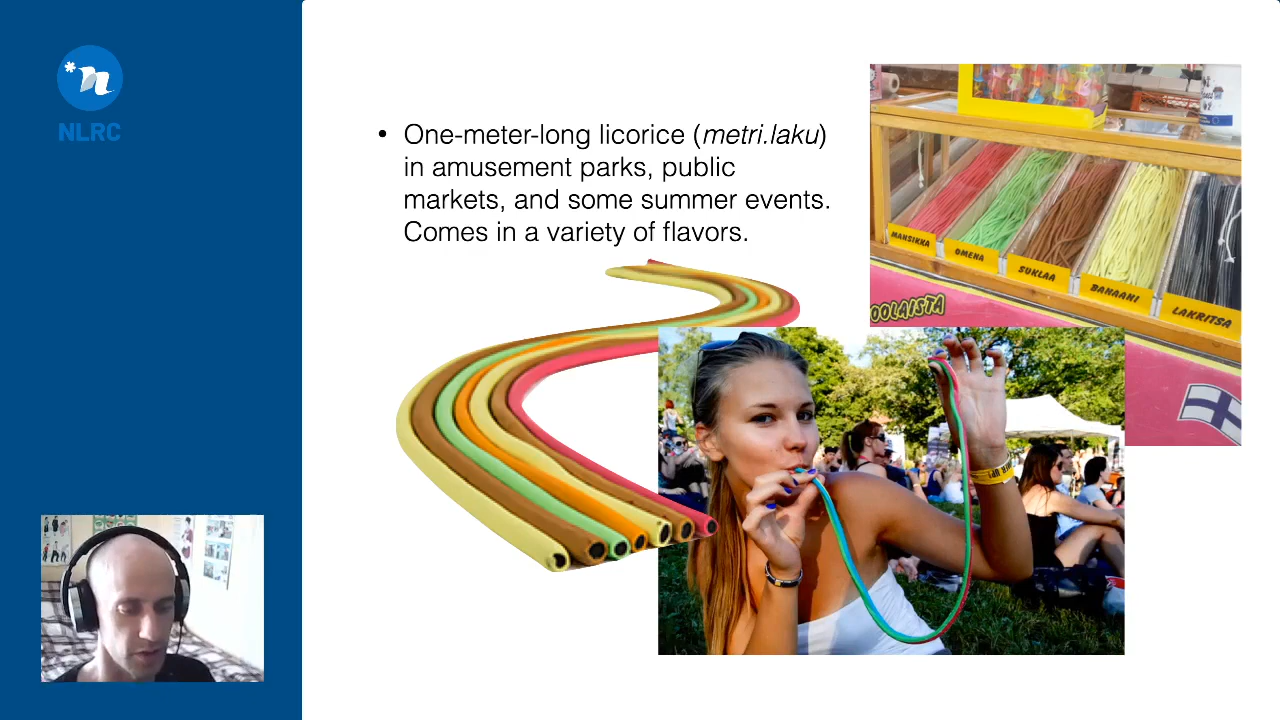 NLRC
• One-meter-long licorice (metri.laku)
in amusement parks, public
markets, and some summer events.
Comes in a variety of flavors.
MANSIKKA
OMENA
SUKLAA
BANAANI
LAKRITSA
OOLAISTA